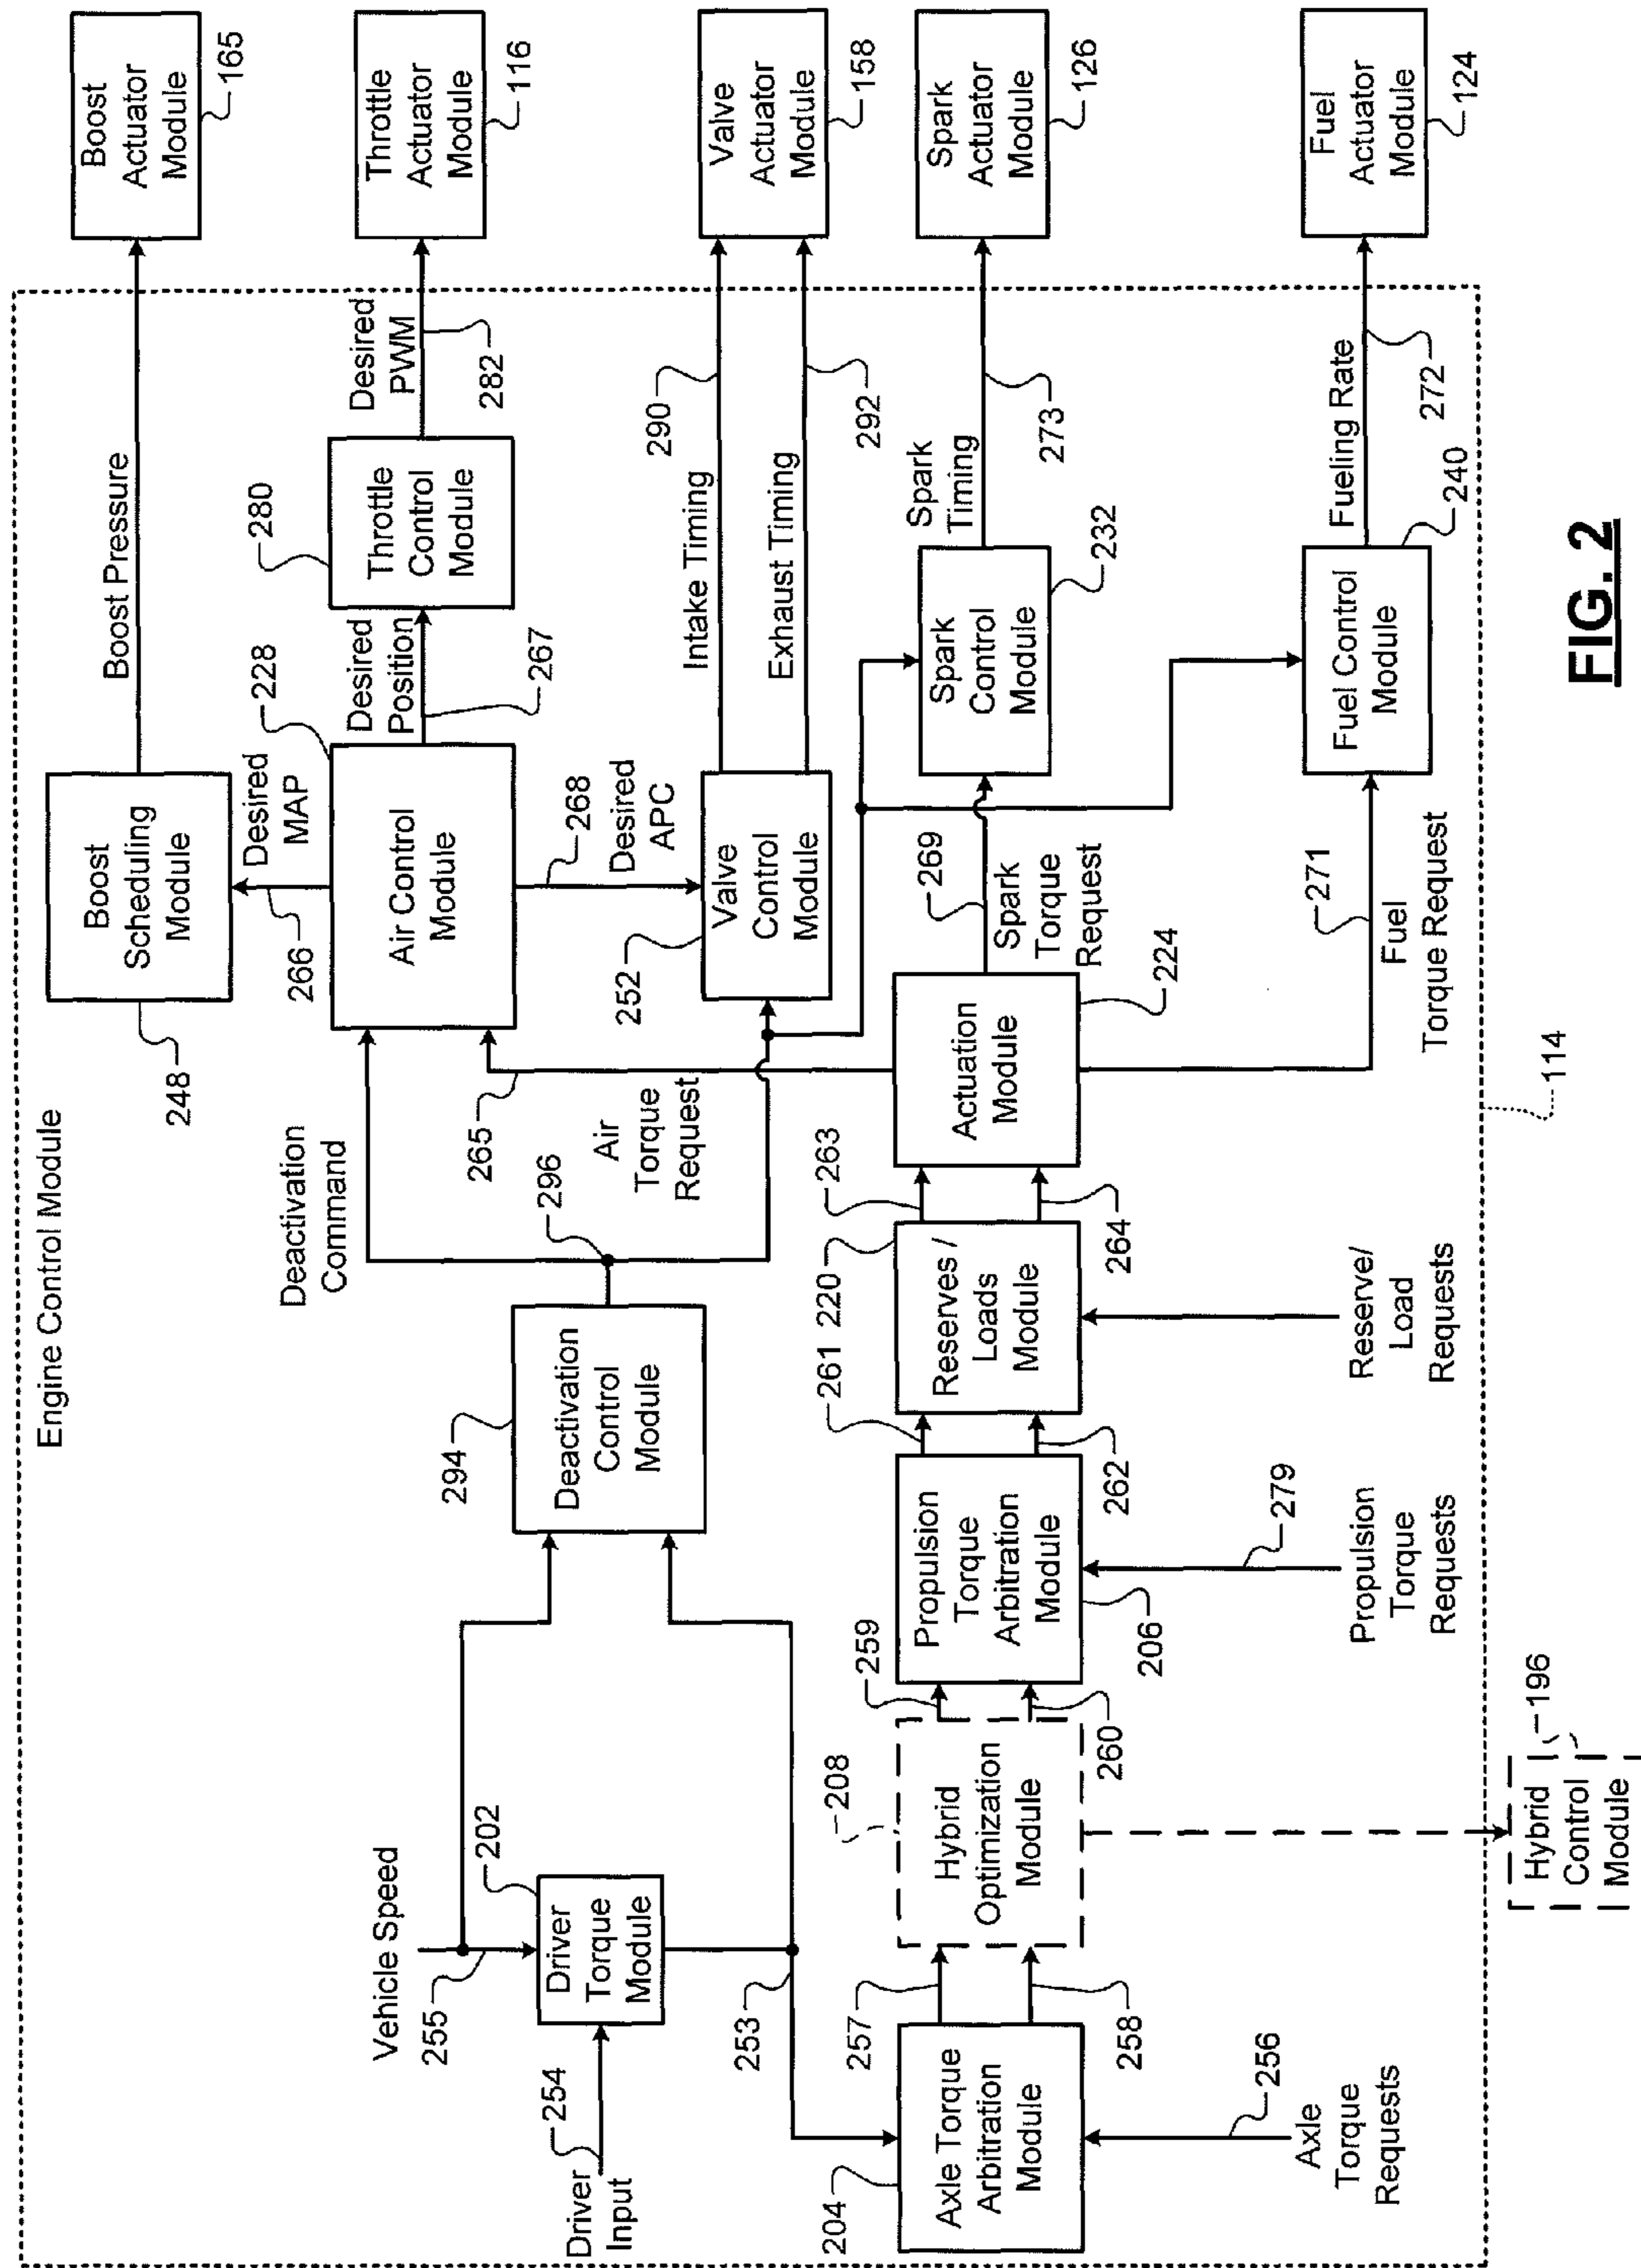 Engine Control Module
Vehicle Speed
255
202
Driver
Torque
Module
254
Driver
Input
253
204
Axle Torque
Arbitration
Module
256
Axle
Torque
Requests
257
258
208
Hybrid
Optimization
Module
196
Hybrid
Control
Module
259
260
Propulsion
Torque
Arbitration
Module
206
279
Propulsion
Torque
Requests
261
262
220
Reserves /
Loads
Module
Reserve/
Load
Requests
263
264
294
Deactivation
Control
Module
296
Deactivation
Command
265
Air
Torque
Request
Actuation
Module
224
269
Spark
Torque
Request
271
Fuel
Torque Request
248
Boost
Scheduling
Module
266
Desired
MAP
228
Air Control
Module
268
Desired
APC
252
Valve
Control
Module
Desired
Position
267
280
Throttle
Control
Module
Desired
PWM
282
Boost Pressure
Intake Timing
290
Exhaust Timing
292
Spark
Control
Module
232
Spark
Timing
273
Fuel Control
Module
240
Fueling Rate
272
Boost
Actuator
Module
165
Throttle
Actuator
Module
116
Valve
Actuator
Module
158
Spark
Actuator
Module
126
Fuel
Actuator
Module
124
114
FIG. 2